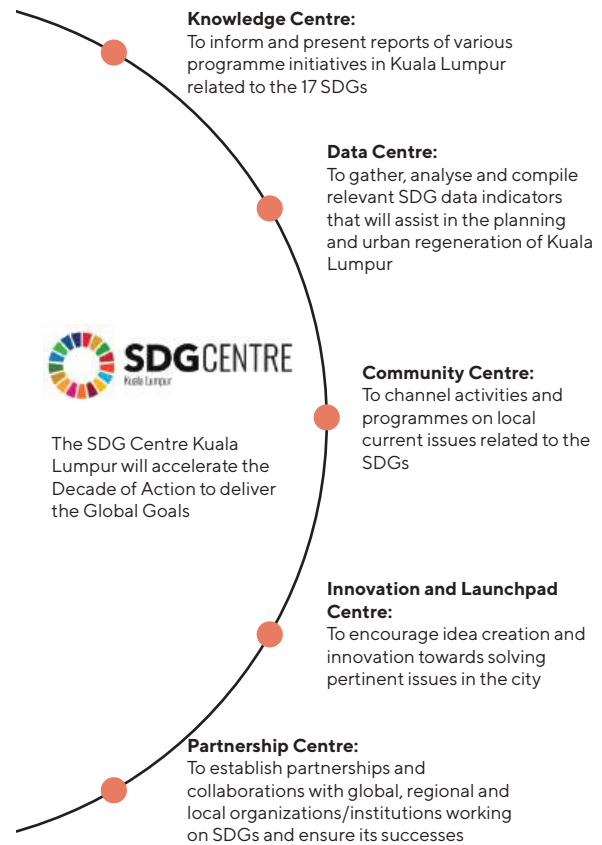 Knowledge Centre:
To inform and present reports of various
programme initiatives in Kuala Lumpur
related to the 17 SDGs
Data Centre:
To gather, analyse and compile
relevant SDG data indicators
that will assist in the planning
and urban regeneration of Kuala
Lumpur
SDGCENTRE
Kuala Lumpur
The SDG Centre Kuala
Lumpur will accelerate the
Decade of Action to deliver
the Global Goals
Community Centre:
To channel activities and
programmes on local
current issues related to the
SDGs
Innovation and Launchpad
Centre:
To encourage idea creation and
innovation towards solving
pertinent issues in the city
Partnership Centre:
To establish partnerships and
collaborations with global, regional and
local organizations/institutions working
on SDGs and ensure its successes